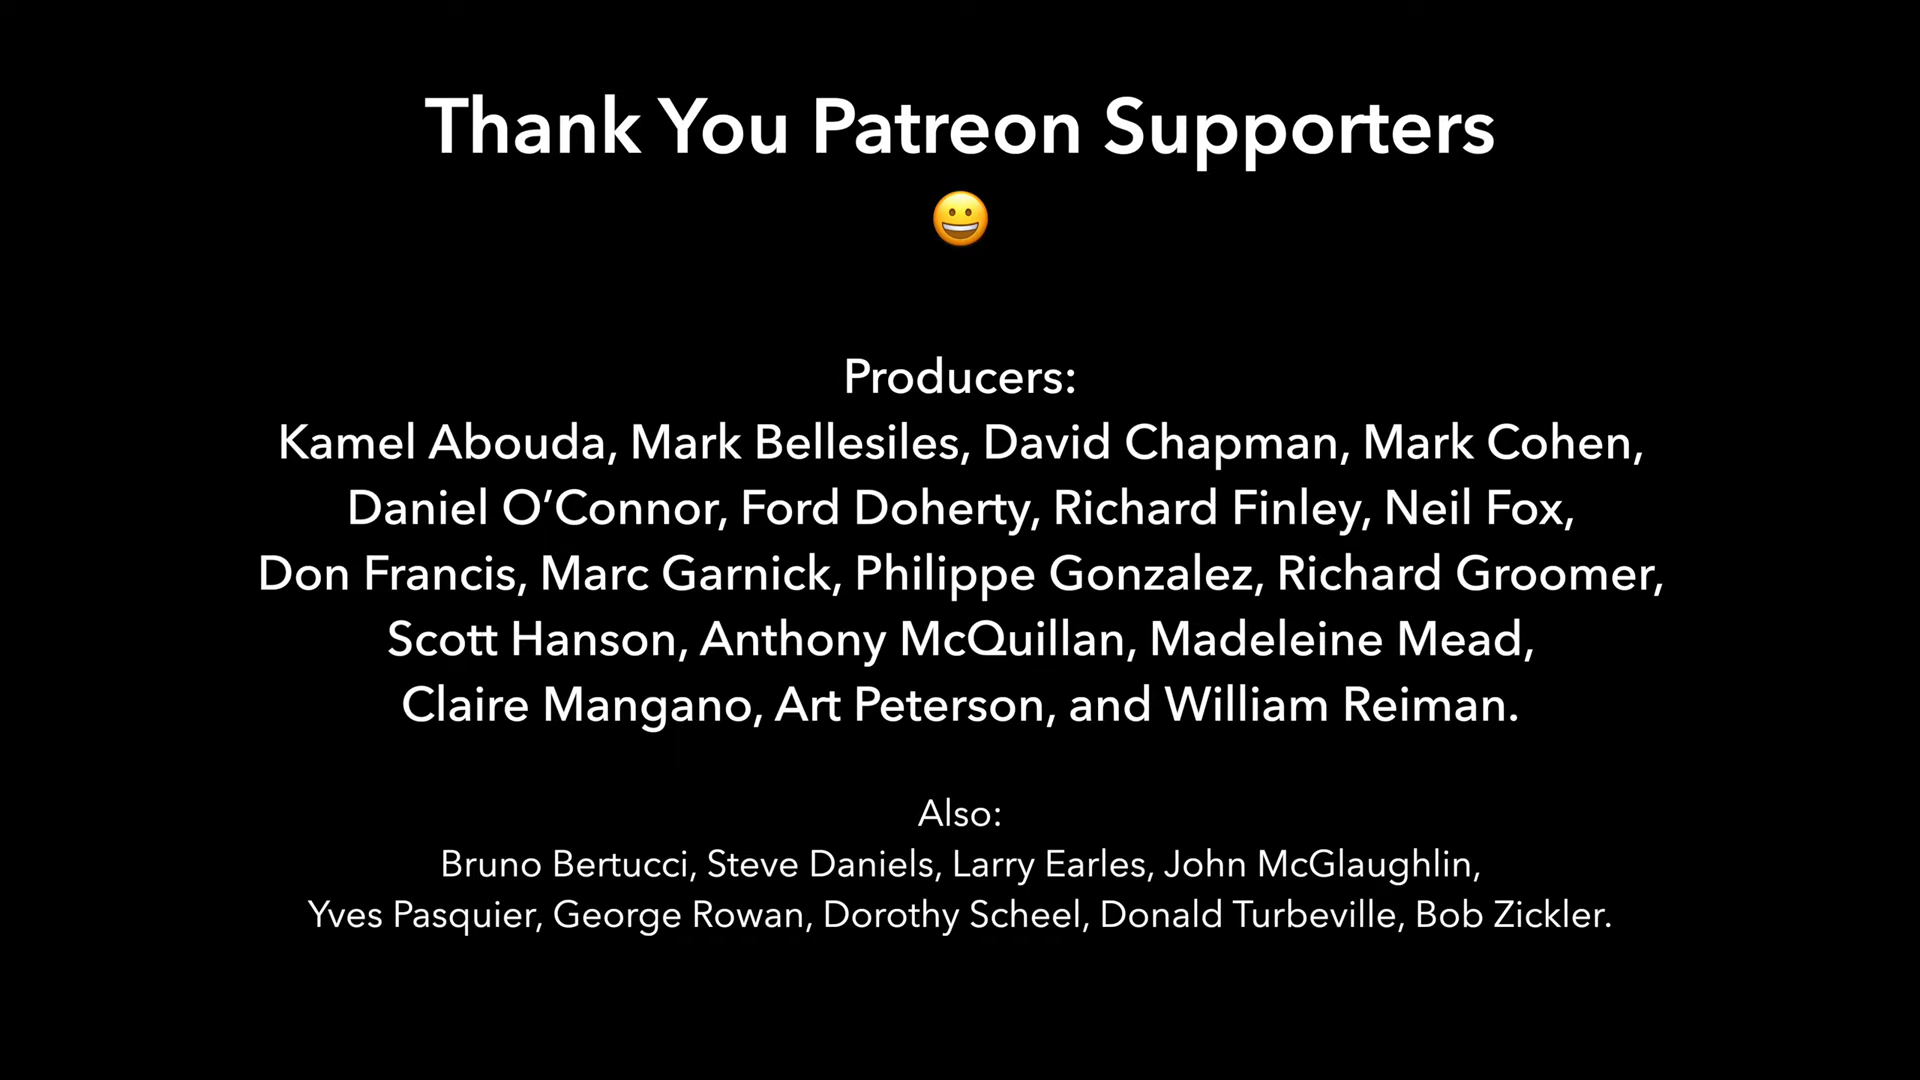 Thank You Patreon Supporters
😀
Producers:
Kamel Abouda, Mark Bellesiles, David Chapman, Mark Cohen,
Daniel O’Connor, Ford Doherty, Richard Finley, Neil Fox,
Don Francis, Marc Garnick, Philippe Gonzalez, Richard Groomer,
Scott Hanson, Anthony McQuillan, Madeleine Mead,
Claire Mangano, Art Peterson, and William Reiman.
Also:
Bruno Bertucci, Steve Daniels, Larry Earles, John McGlaughlin,
Yves Pasquier, George Rowan, Dorothy Scheel, Donald Turbeville, Bob Zickler.